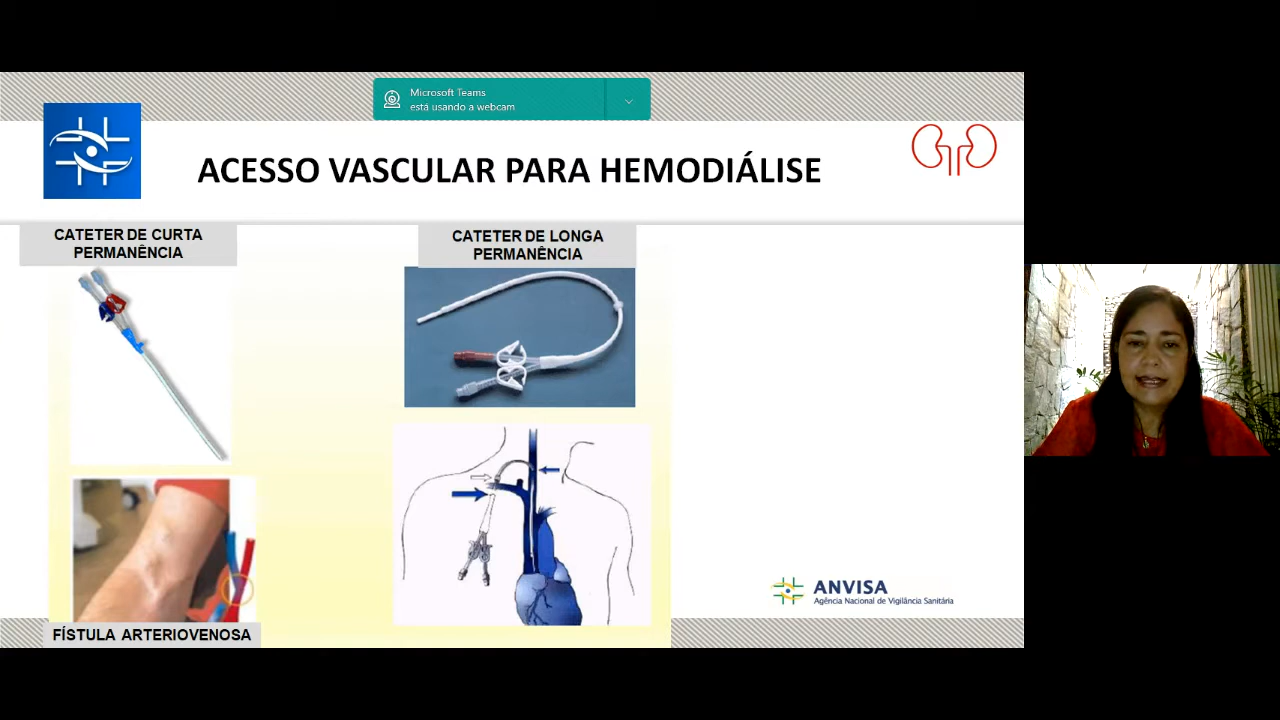 Microsoft Teams
está usando a webcam
ACESSO VASCULAR PARA HEMODIÁLISE
CATETER DE CURTA
PERMANÊNCIA
CATETER DE LONGA
PERMANÊNCIA
FÍSTULA ARTERIOVENOSA
ANVISA
Agência Nacional de Vigilância Sanitária